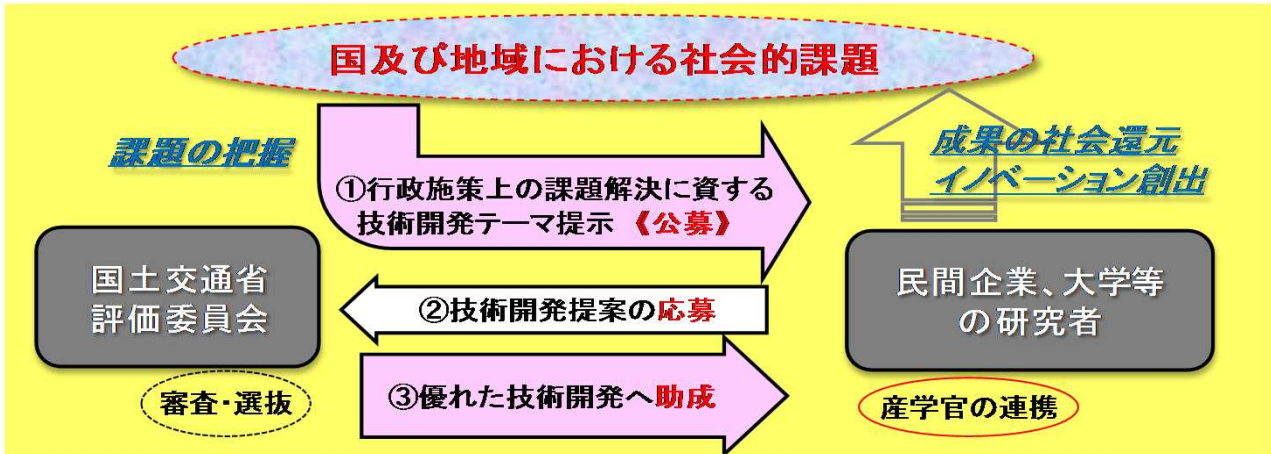 国及び地域における社会的課題
課題の把握
①行政施策上の課題解決に資する
技術開発テーマ提示 《公募》
成果の社会還元
イノベーション創出
国土交通省
評価委員会
②技術開発提案の応募
民間企業、大学等
の研究者
審査・選抜
③優れた技術開発へ助成
産学官の連携